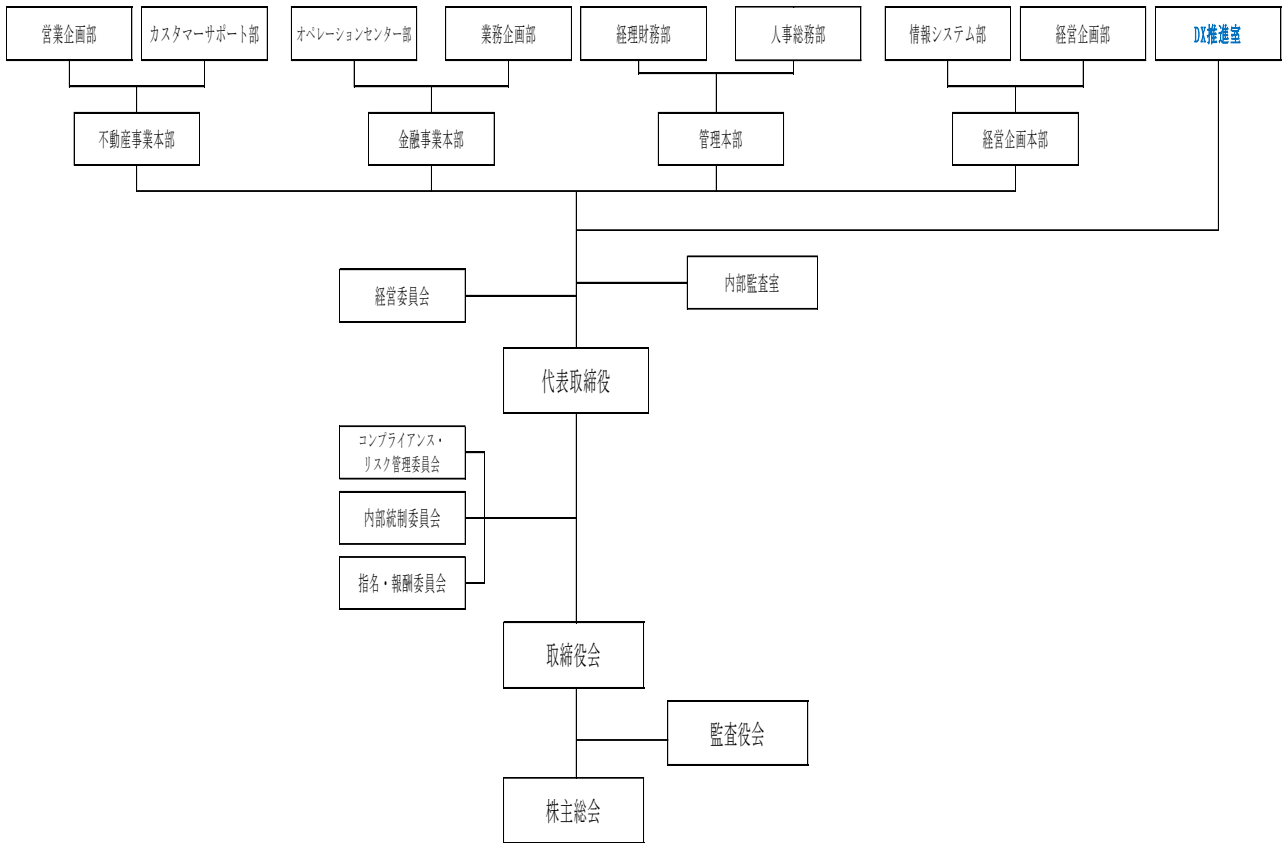 営業企画部
カスタマーサポート部
オペレーションセンター部
業務企画部
経理財務部
人事総務部
情報システム部
経営企画部
DX推進室
不動産事業本部
金融事業本部
管理本部
経営企画本部
内部監査室
経営委員会
代表取締役
コンプライアンス・
リスク管理委員会
内部統制委員会
指名・報酬委員会
取締役会
監査役会
株主総会